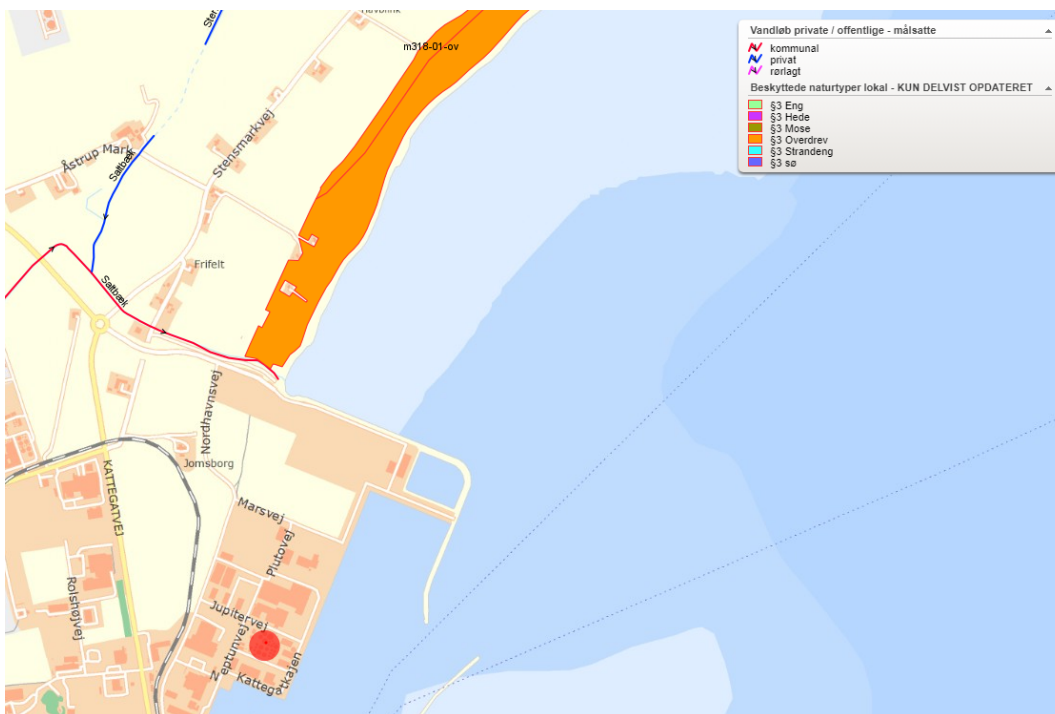 Havbrink
Stet
m318-01-ov
Stensmarkvej
Åstrup Mark
Saltbæk
Frifelt
Saltbæk
Nordhavnsvej
Jomsborg
KATTEGATVEJ
Marsvej
Plutovej
Rolshøjvej
Jupitervej
Neptunvej
Kattegatkajen
Vandløb private / offentlige - målsatte
kommunal
privat
rørlagt
Beskyttede naturtyper lokal - KUN DELVIST OPDATERET
§3 Eng
§3 Hede
§3 Mose
§3 Overdrev
§3 Strandeng
§3 sø